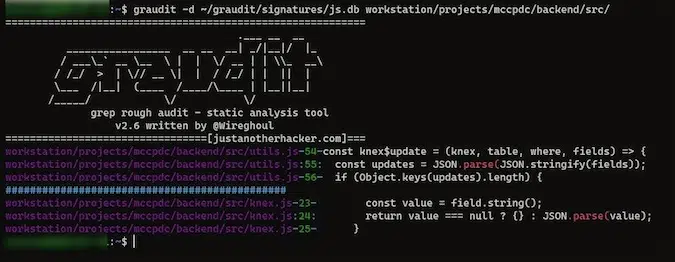 :~$ graudit -d ~/graudit/signatures/js.db workstation/projects/mccpdc/backend/src/
===========================================================
graudit
grep rough audit - static analysis tool
v2.6 written by @Wireghoul
=================================[justanotherhacker.com]===
workstation/projects/mccpdc/backend/src/utils.js-54-const knex$update = (knex, table, where, fields) => {
workstation/projects/mccpdc/backend/src/utils.js:55:  const updates = JSON.parse(JSON.stringify(fields));
workstation/projects/mccpdc/backend/src/utils.js-56-  if (Object.keys(updates).length) {
##############################################
workstation/projects/mccpdc/backend/src/knex.js-23-        const value = field.string();
workstation/projects/mccpdc/backend/src/knex.js:24:        return value === null ? {} : JSON.parse(value);
workstation/projects/mccpdc/backend/src/knex.js-25-      }
:~$